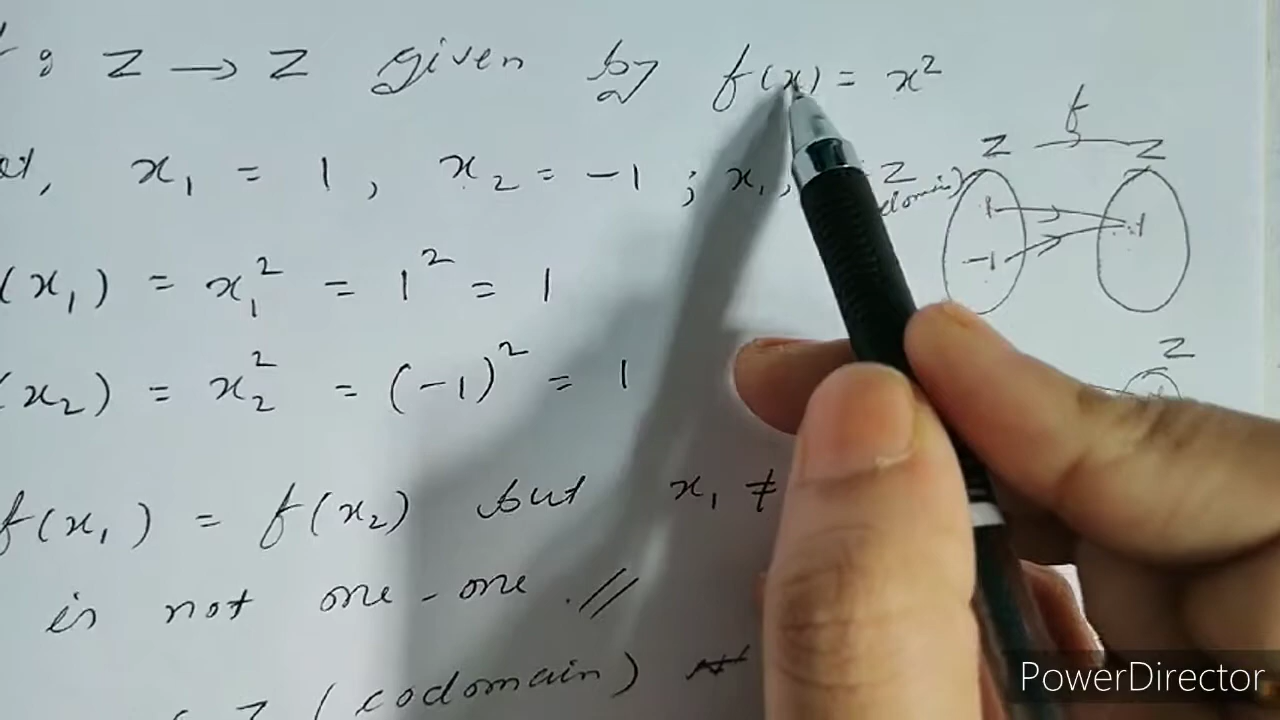 : Z → Z given by f(x) = x²
x₁ = 1, x₂ = -1 ; x₁, Z
(x₁) = x₁² = 1² = 1
(x₂) = x₂² = (-1)² = 1
f(x₁) = f(x₂) but x₁ ≠
is not one-one .//
Z (codomain)
f
Z Z
1 1
-1
Z
PowerDirector